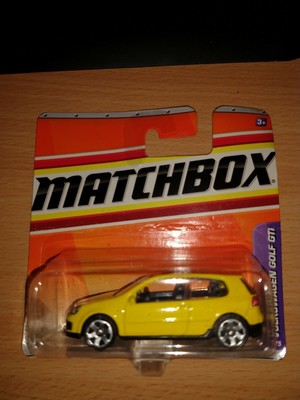 3+
MATCHBOX
VOLKSWAGEN GOLF GTI